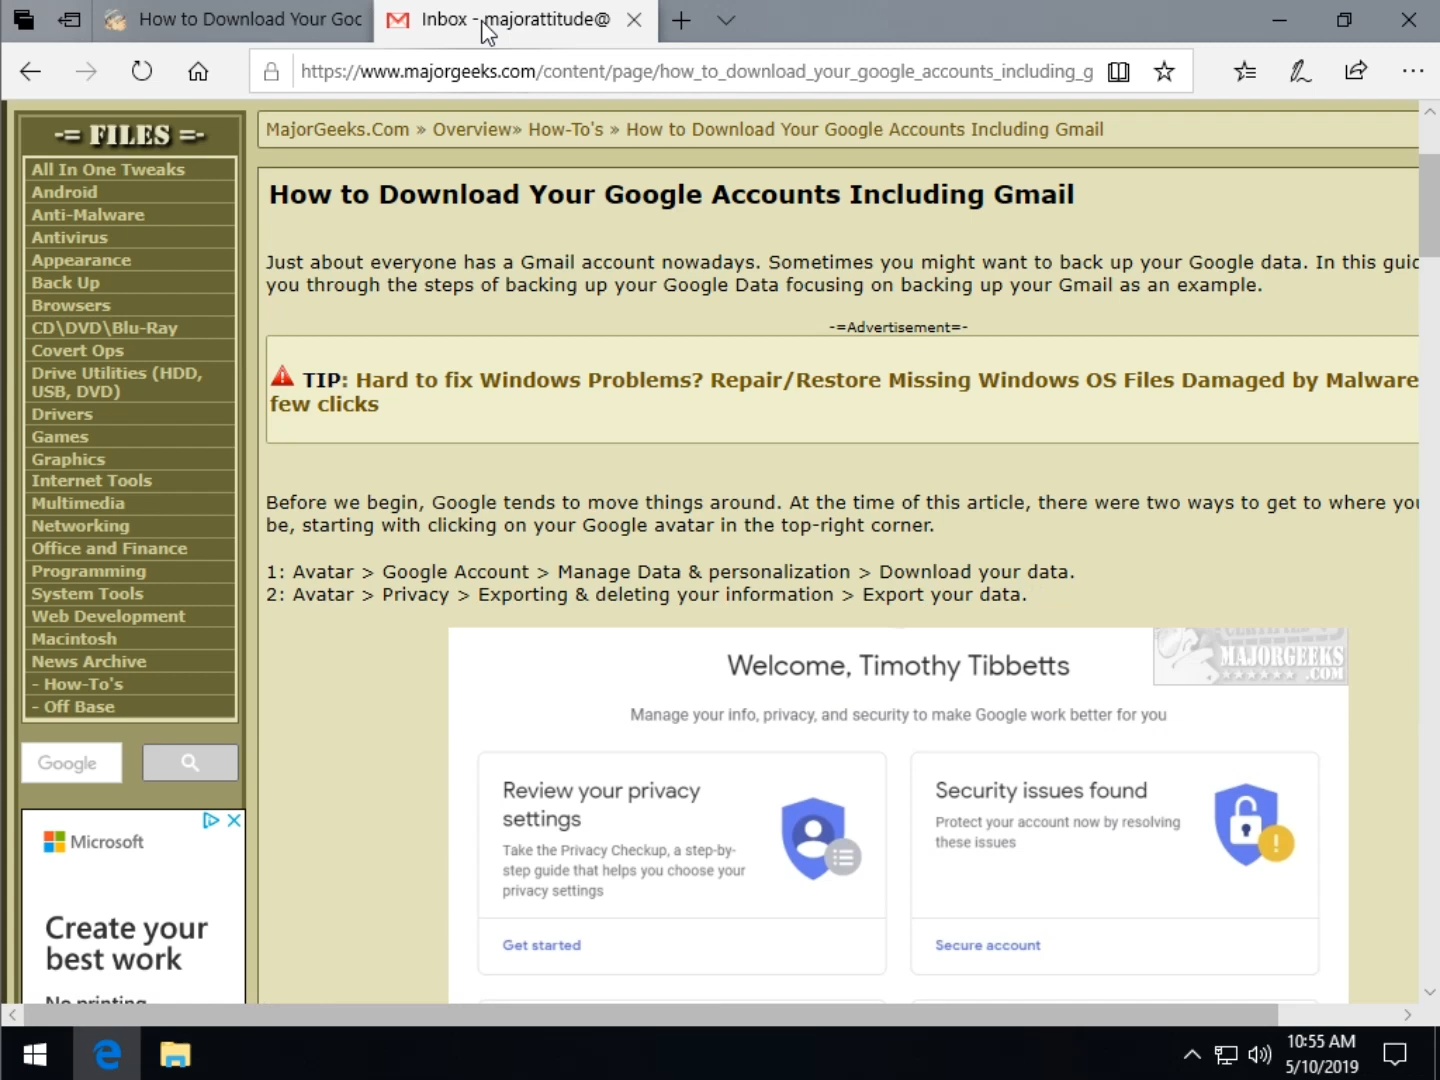 How to Download Your Goo
Inbox - majorattitude@
https://www.majorgeeks.com/content/page/how_to_download_your_google_accounts_including_g
-= FILES =-
All In One Tweaks
Android
Anti-Malware
Antivirus
Appearance
Back Up
Browsers
CD\DVD\Blu-Ray
Covert Ops
Drive Utilities (HDD,
USB, DVD)
Drivers
Games
Graphics
Internet Tools
Multimedia
Networking
Office and Finance
Programming
System Tools
Web Development
Macintosh
News Archive
- How-To's
- Off Base
Google
Microsoft
Create your
best work
No printing
MajorGeeks.Com » Overview» How-To's » How to Download Your Google Accounts Including Gmail
How to Download Your Google Accounts Including Gmail
Just about everyone has a Gmail account nowadays. Sometimes you might want to back up your Google data. In this guid
you through the steps of backing up your Google Data focusing on backing up your Gmail as an example.
-=Advertisement=-
TIP: Hard to fix Windows Problems? Repair/Restore Missing Windows OS Files Damaged by Malware
few clicks
Before we begin, Google tends to move things around. At the time of this article, there were two ways to get to where you
be, starting with clicking on your Google avatar in the top-right corner.
1: Avatar > Google Account > Manage Data & personalization > Download your data.
2: Avatar > Privacy > Exporting & deleting your information > Export your data.
Welcome, Timothy Tibbetts
MAJORGEEKS
.COM
Manage your info, privacy, and security to make Google work better for you
Review your privacy
settings
Take the Privacy Checkup, a step-by-
step guide that helps you choose your
privacy settings
Get started
Security issues found
Protect your account now by resolving
these issues
Secure account
10:55 AM
5/10/2019